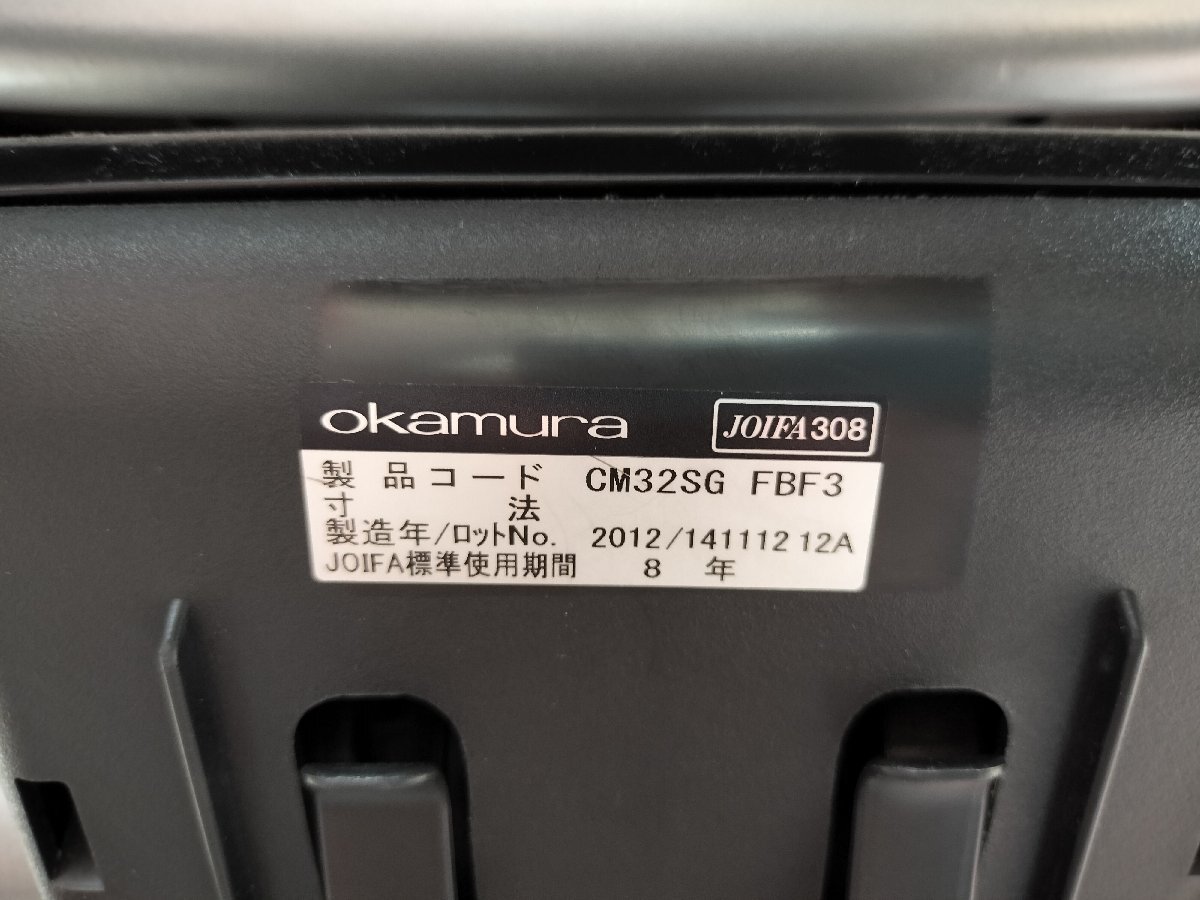 okamura JOIFA308
製品コード CM32SG FBF3
寸法
製造年/ロットNo. 2012/141112 12A
JOIFA標準使用期間 8 年